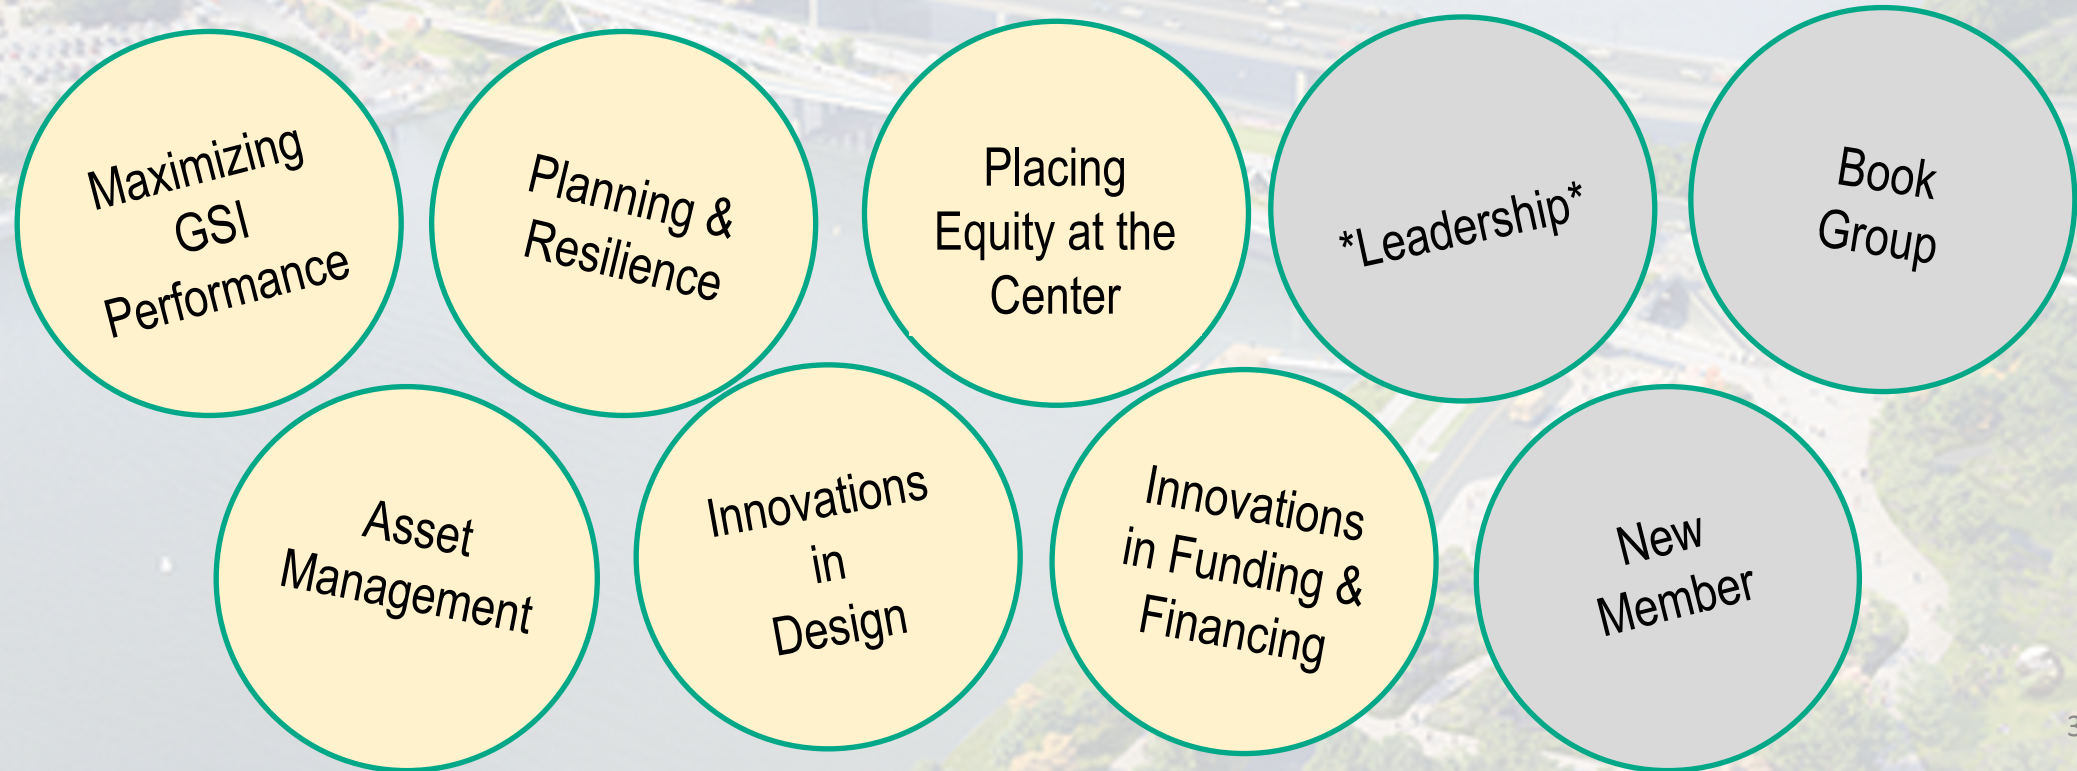 Maximizing
GSI
Performance
Planning &
Resilience
Placing
Equity at the
Center
*Leadership*
Book
Group
Asset
Management
Innovations
in
Design
Innovations
in Funding &
Financing
New
Member
3